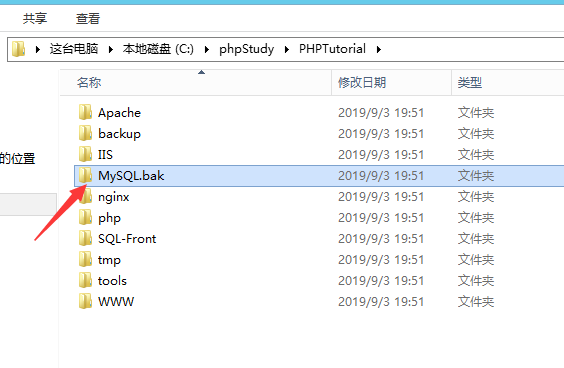 共享 查看
这台电脑 本地磁盘 (C:) phpStudy PHPTutorial
名称 修改日期 类型
Apache 2019/9/3 19:51 文件夹
backup 2019/9/3 19:51 文件夹
的位置
IIS 2019/9/3 19:51 文件夹
MySQL.bak 2019/9/3 19:51 文件夹
nginx 2019/9/3 19:51 文件夹
php 2019/9/3 19:51 文件夹
SQL-Front 2019/9/3 19:51 文件夹
tmp 2019/9/3 19:51 文件夹
tools 2019/9/3 19:51 文件夹
WWW 2019/9/3 19:51 文件夹